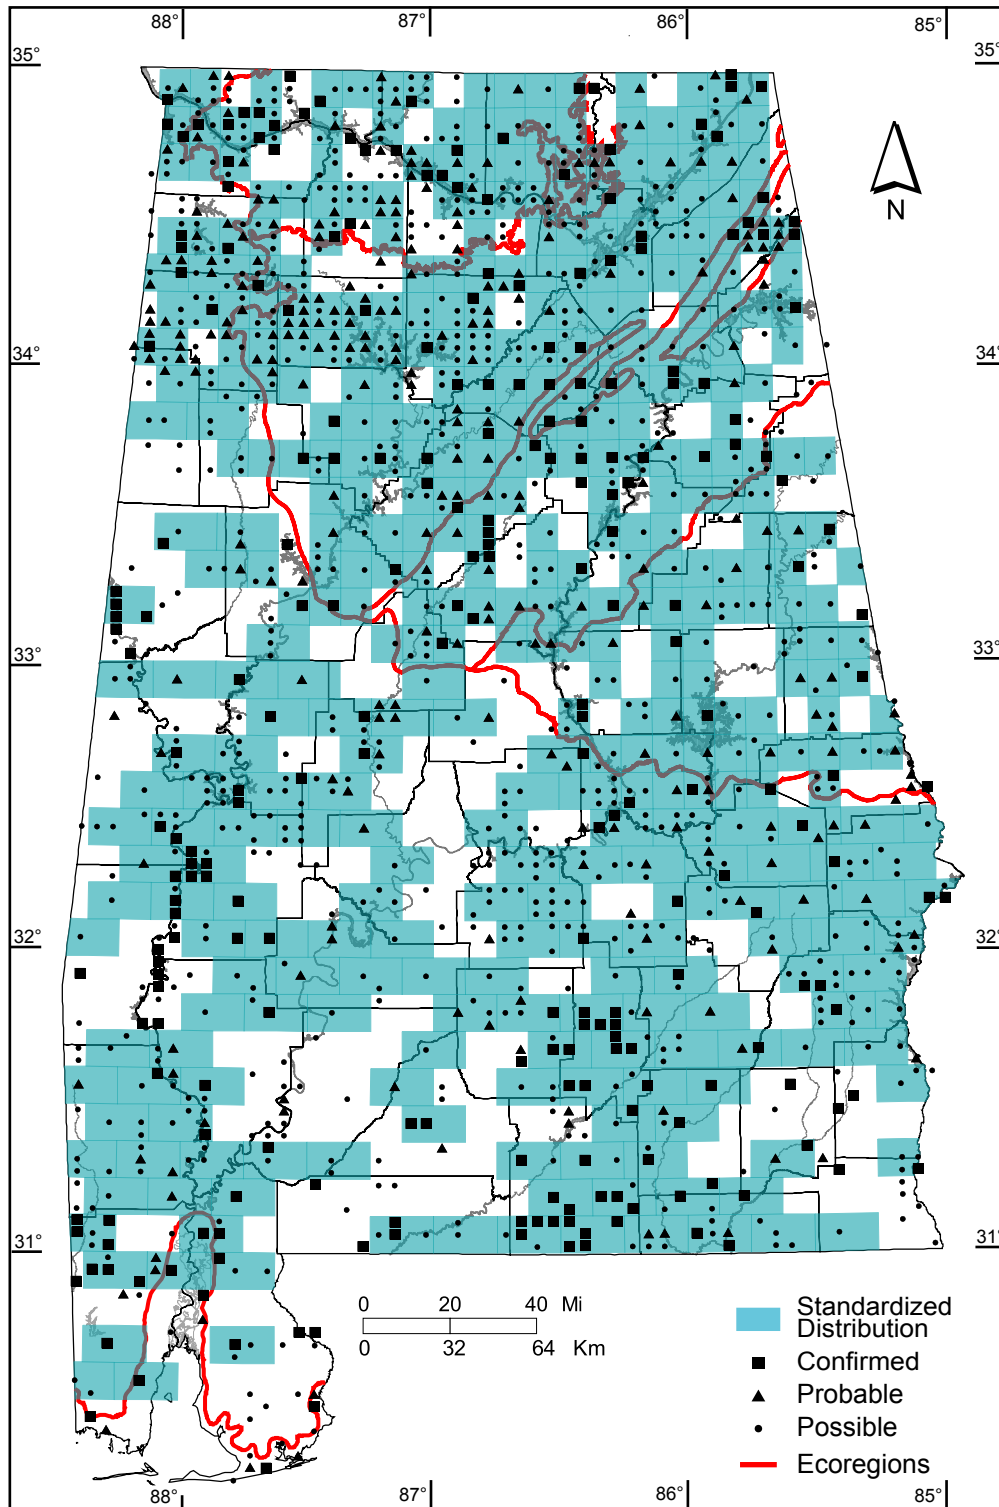 88° 87° 86° 85°
35° 35°
N
34° 34°
33° 33°
32° 32°
31° 31°
0 20 40 Mi
0 32 64 Km
Standardized
Distribution
Confirmed
Probable
Possible
Ecoregions
88° 87° 86° 85°